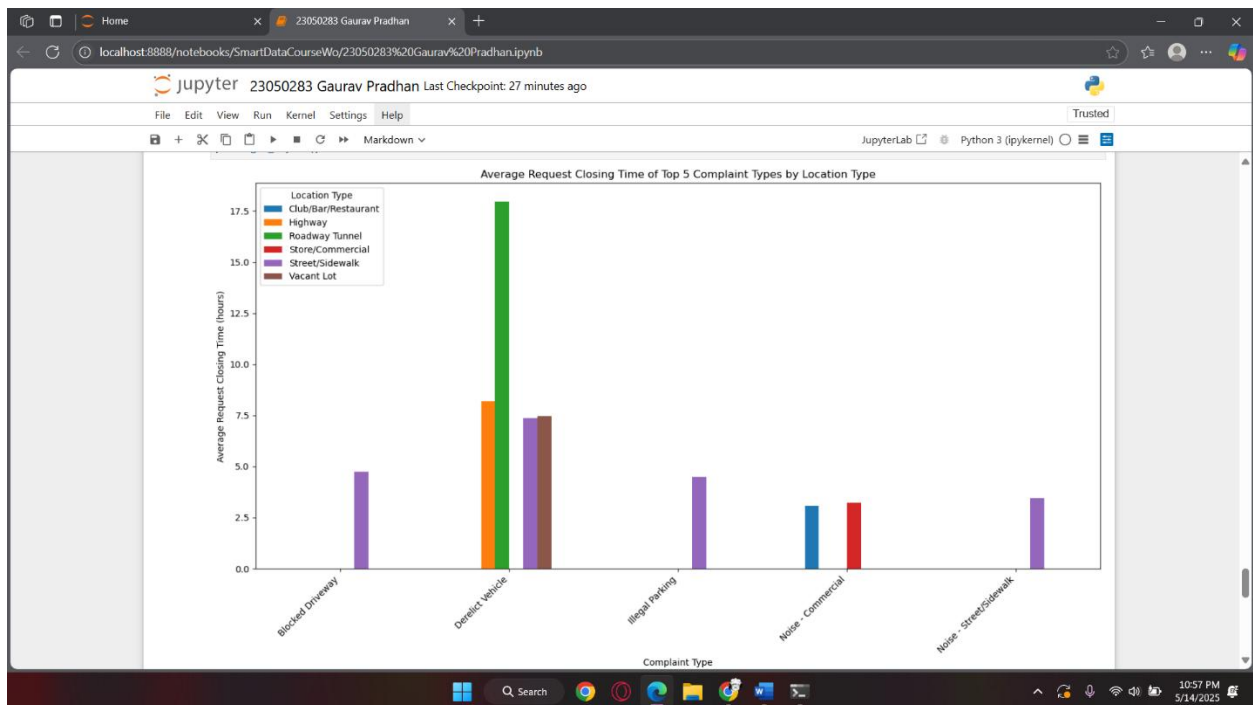 Home
23050283 Gaurav Pradhan
localhost:8888/notebooks/SmartDataCourseWo/23050283%20Gaurav%20Pradhan.ipynb
jupyter 23050283 Gaurav Pradhan Last Checkpoint: 27 minutes ago
File Edit View Run Kernel Settings Help Trusted
Markdown JupyterLab Python 3 (ipykernel)
Average Request Closing Time of Top 5 Complaint Types by Location Type
Location Type
Club/Bar/Restaurant
Highway
Roadway Tunnel
Store/Commercial
Street/Sidewalk
Vacant Lot
Average Request Closing Time (hours)
17.5
15.0
12.5
10.0
7.5
5.0
2.5
0.0
Blocked Driveway
Derelict Vehicle
Illegal Parking
Noise - Commercial
Noise - Street/Sidewalk
Complaint Type
Search
10:57 PM
5/14/2025